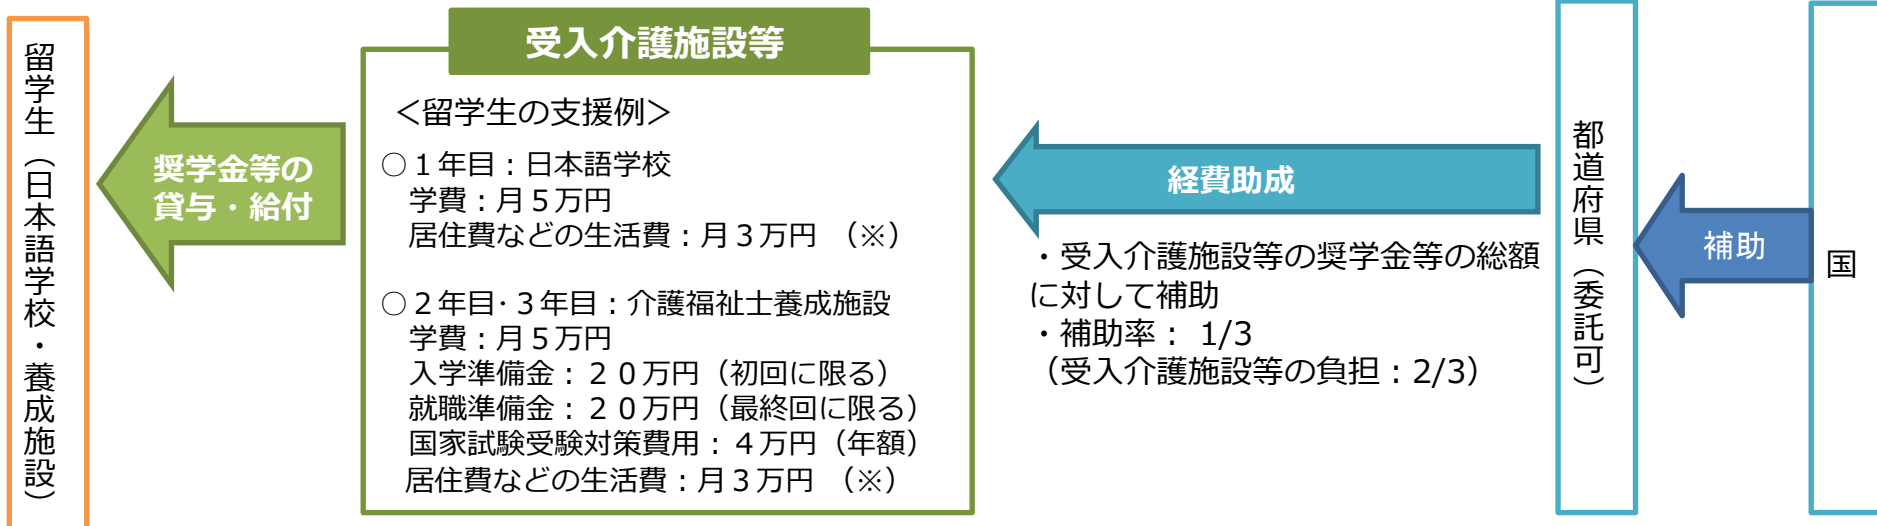 留学生（日本語学校・養成施設）
奨学金等の
貸与・給付
受入介護施設等
＜留学生の支援例＞
○１年目：日本語学校
学費：月５万円
居住費などの生活費：月３万円 （※）
○２年目･３年目：介護福祉士養成施設
学費：月５万円
入学準備金：２０万円（初回に限る）
就職準備金：２０万円（最終回に限る）
国家試験受験対策費用：４万円（年額）
居住費などの生活費：月３万円 （※）
経費助成
・受入介護施設等の奨学金等の総額
に対して補助
・補助率： 1/3
（受入介護施設等の負担：2/3）
都道府県（委託可）
補助
国